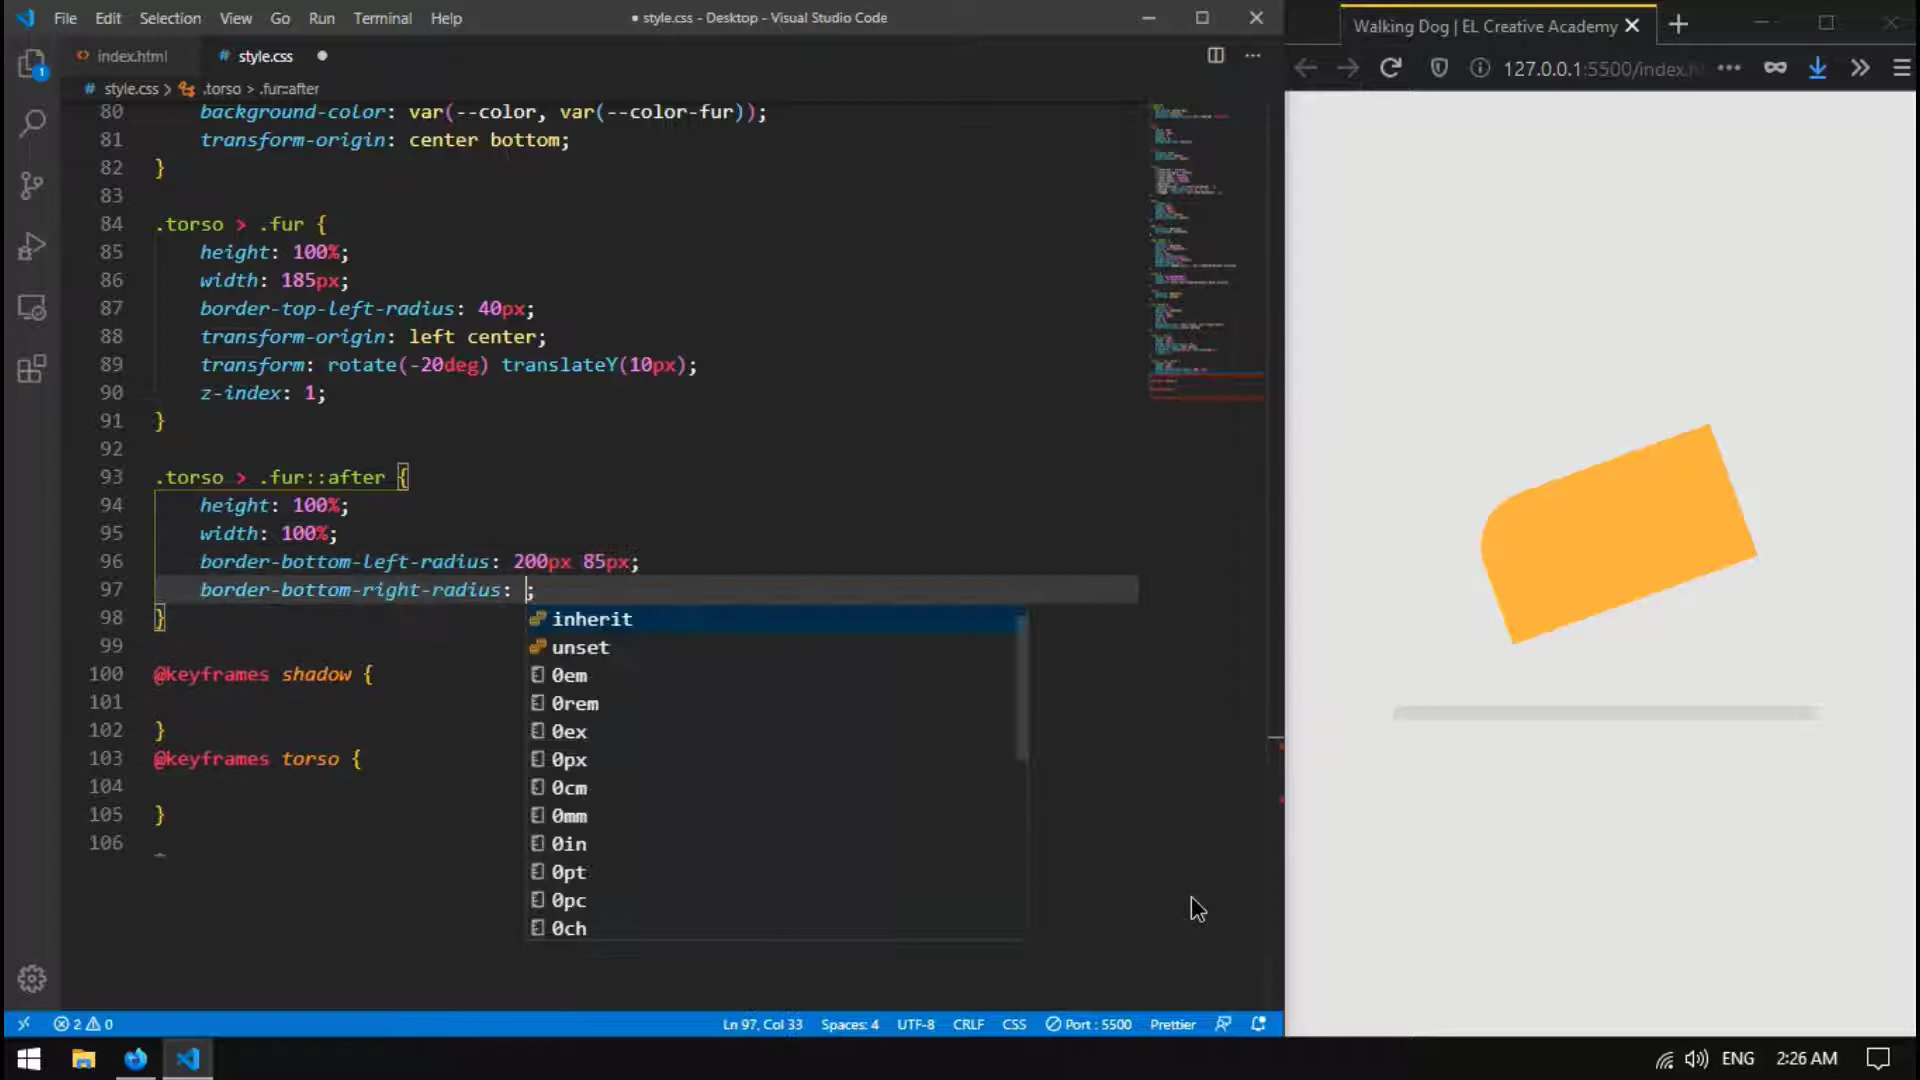 File Edit Selection View Go Run Terminal Help
● style.css - Desktop - Visual Studio Code
Walking Dog | EL Creative Academy
index.html
# style.css
127.0.0.1:5500/index.h
1
# style.css > .torso > .fur::after
80 background-color: var(--color, var(--color-fur));
81 transform-origin: center bottom;
82 }
83
84 .torso > .fur {
85 height: 100%;
86 width: 185px;
87 border-top-left-radius: 40px;
88 transform-origin: left center;
89 transform: rotate(-20deg) translateY(10px);
90 z-index: 1;
91 }
92
93 .torso > .fur::after {
94 height: 100%;
95 width: 100%;
96 border-bottom-left-radius: 200px 85px;
97 border-bottom-right-radius: ;
98 }
99
100 @keyframes shadow {
101
102 }
103 @keyframes torso {
104
105 }
106
inherit
unset
0em
0rem
0ex
0px
0cm
0mm
0in
0pt
0pc
0ch
2 0
Ln 97, Col 33
Spaces: 4
UTF-8
CRLF
CSS
Port : 5500
Prettier
ENG
2:26 AM